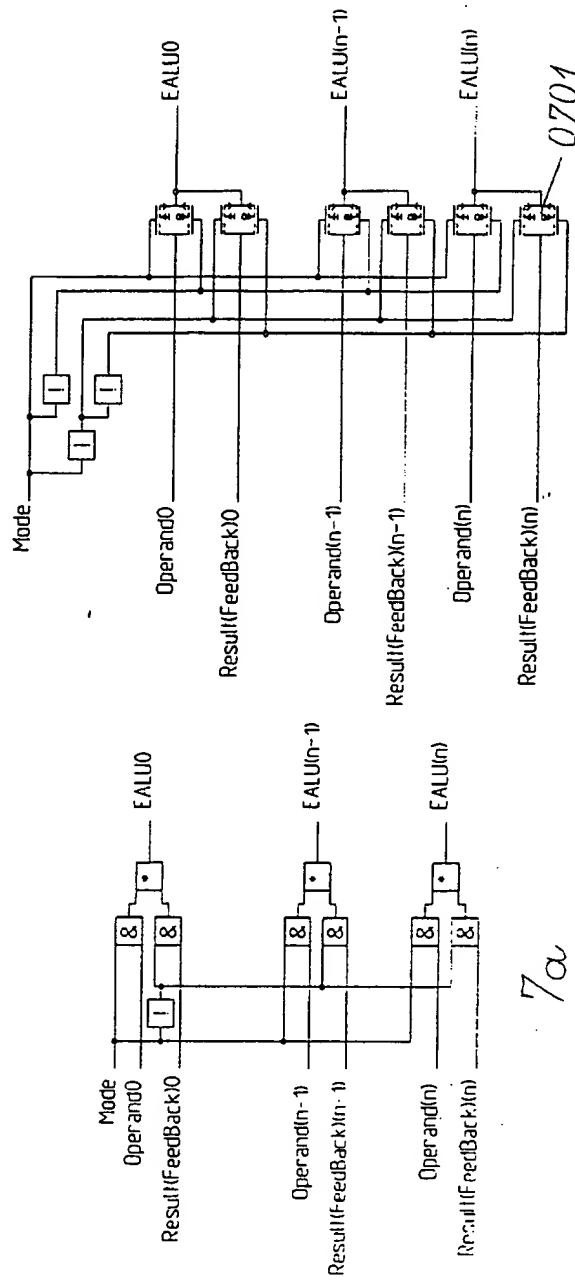 Mode
Operand0
Result(FeedBack)0
Operand(n-1)
Result(FeedBack)(n-1)
Operand(n)
Result(FeedBack)(n)
&
&
&
&
&
&
EALU0
EALU(n-1)
EALU(n)
7a
Mode
Operand0
Result(FeedBack)0
Operand(n-1)
Result(FeedBack)(n-1)
Operand(n)
Result(FeedBack)(n)
EALU0
EALU(n-1)
EALU(n)
0701